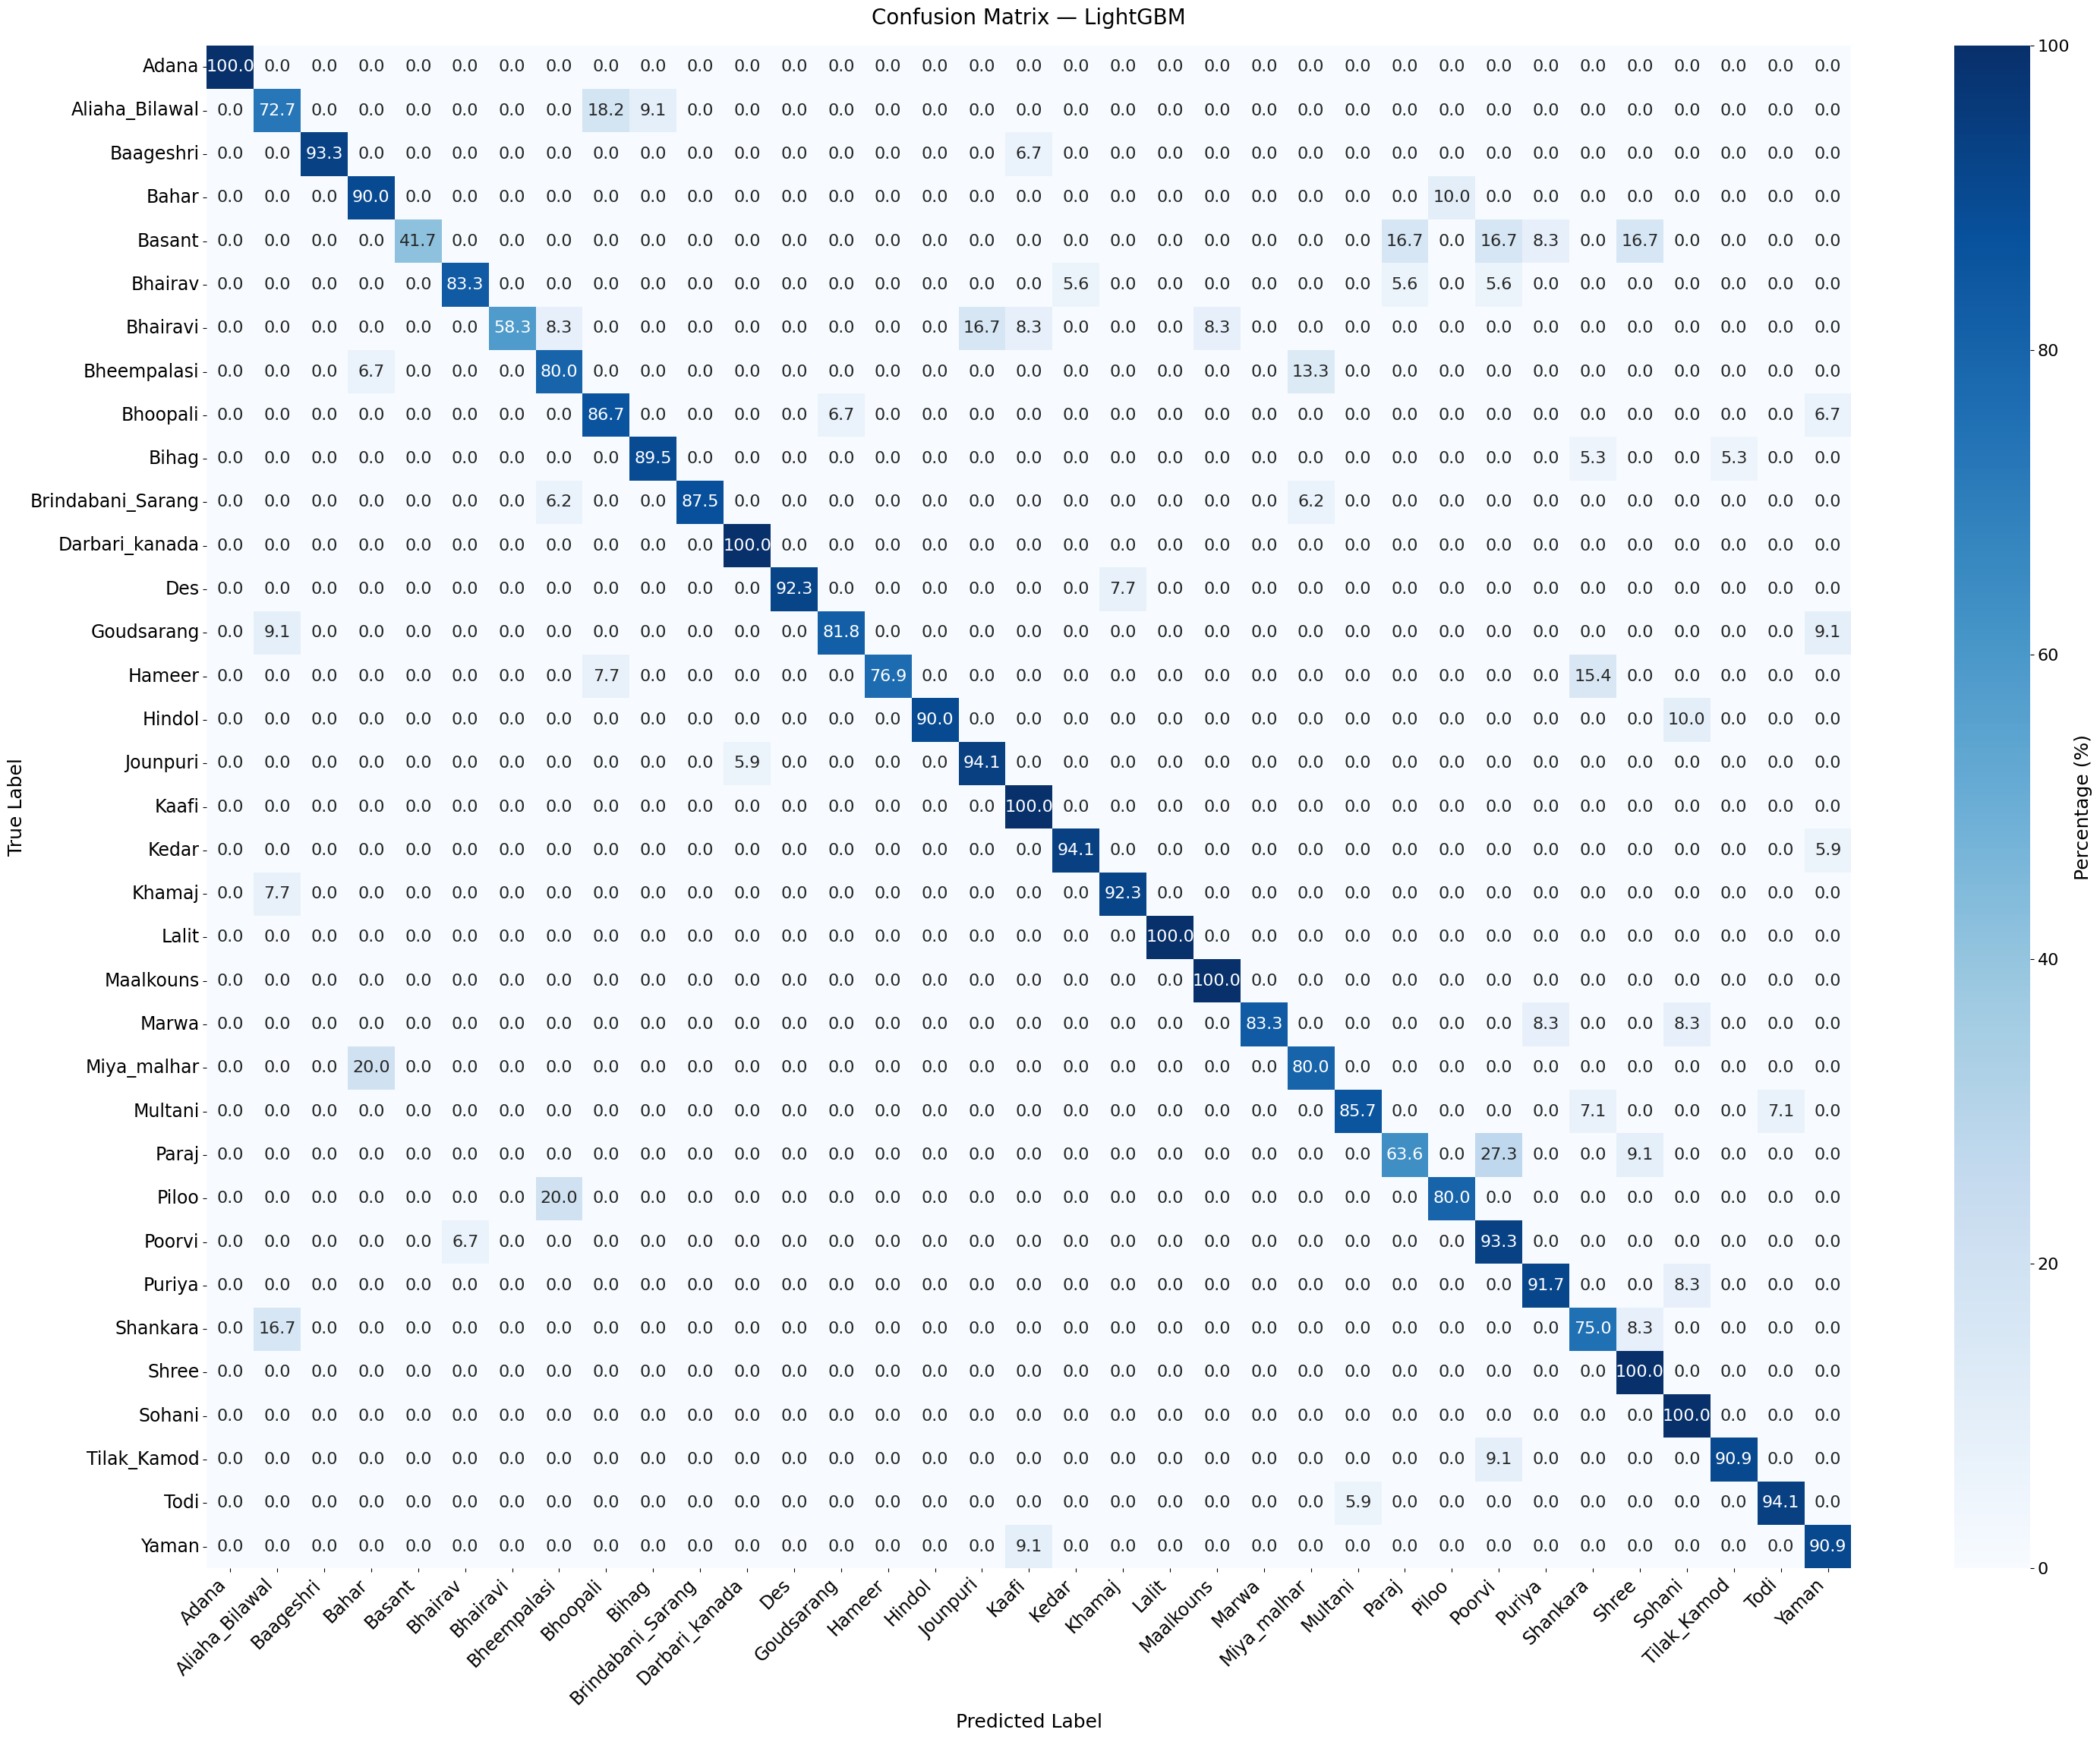 Confusion Matrix — LightGBM
Adana 100.0 0.0 0.0 0.0 0.0 0.0 0.0 0.0 0.0 0.0 0.0 0.0 0.0 0.0 0.0 0.0 0.0 0.0 0.0 0.0 0.0 0.0 0.0 0.0 0.0 0.0 0.0 0.0 0.0 0.0 0.0 0.0 0.0 0.0 0.0
Aliaha_Bilawal 0.0 72.7 0.0 0.0 0.0 0.0 0.0 0.0 18.2 9.1 0.0 0.0 0.0 0.0 0.0 0.0 0.0 0.0 0.0 0.0 0.0 0.0 0.0 0.0 0.0 0.0 0.0 0.0 0.0 0.0 0.0 0.0 0.0 0.0 0.0
Baageshri 0.0 0.0 93.3 0.0 0.0 0.0 0.0 0.0 0.0 0.0 0.0 0.0 0.0 0.0 0.0 0.0 0.0 6.7 0.0 0.0 0.0 0.0 0.0 0.0 0.0 0.0 0.0 0.0 0.0 0.0 0.0 0.0 0.0 0.0 0.0
Bahar 0.0 0.0 0.0 90.0 0.0 0.0 0.0 0.0 0.0 0.0 0.0 0.0 0.0 0.0 0.0 0.0 0.0 0.0 0.0 0.0 0.0 0.0 0.0 0.0 0.0 0.0 10.0 0.0 0.0 0.0 0.0 0.0 0.0 0.0 0.0
Basant 0.0 0.0 0.0 0.0 41.7 0.0 0.0 0.0 0.0 0.0 0.0 0.0 0.0 0.0 0.0 0.0 0.0 0.0 0.0 0.0 0.0 0.0 0.0 0.0 0.0 16.7 0.0 16.7 8.3 0.0 16.7 0.0 0.0 0.0 0.0
Bhairav 0.0 0.0 0.0 0.0 0.0 83.3 0.0 0.0 0.0 0.0 0.0 0.0 0.0 0.0 0.0 0.0 0.0 0.0 5.6 0.0 0.0 0.0 0.0 0.0 0.0 5.6 0.0 5.6 0.0 0.0 0.0 0.0 0.0 0.0 0.0
Bhairavi 0.0 0.0 0.0 0.0 0.0 0.0 58.3 8.3 0.0 0.0 0.0 0.0 0.0 0.0 0.0 0.0 16.7 8.3 0.0 0.0 0.0 8.3 0.0 0.0 0.0 0.0 0.0 0.0 0.0 0.0 0.0 0.0 0.0 0.0 0.0
Bheempalasi 0.0 0.0 0.0 6.7 0.0 0.0 0.0 80.0 0.0 0.0 0.0 0.0 0.0 0.0 0.0 0.0 0.0 0.0 0.0 0.0 0.0 0.0 0.0 13.3 0.0 0.0 0.0 0.0 0.0 0.0 0.0 0.0 0.0 0.0 0.0
Bhoopali 0.0 0.0 0.0 0.0 0.0 0.0 0.0 0.0 86.7 0.0 0.0 0.0 0.0 6.7 0.0 0.0 0.0 0.0 0.0 0.0 0.0 0.0 0.0 0.0 0.0 0.0 0.0 0.0 0.0 0.0 0.0 0.0 0.0 0.0 6.7
Bihag 0.0 0.0 0.0 0.0 0.0 0.0 0.0 0.0 0.0 89.5 0.0 0.0 0.0 0.0 0.0 0.0 0.0 0.0 0.0 0.0 0.0 0.0 0.0 0.0 0.0 0.0 0.0 0.0 0.0 5.3 0.0 0.0 5.3 0.0 0.0
Brindabani_Sarang 0.0 0.0 0.0 0.0 0.0 0.0 0.0 6.2 0.0 0.0 87.5 0.0 0.0 0.0 0.0 0.0 0.0 0.0 0.0 0.0 0.0 0.0 0.0 6.2 0.0 0.0 0.0 0.0 0.0 0.0 0.0 0.0 0.0 0.0 0.0
Darbari_kanada 0.0 0.0 0.0 0.0 0.0 0.0 0.0 0.0 0.0 0.0 0.0 100.0 0.0 0.0 0.0 0.0 0.0 0.0 0.0 0.0 0.0 0.0 0.0 0.0 0.0 0.0 0.0 0.0 0.0 0.0 0.0 0.0 0.0 0.0 0.0
Des 0.0 0.0 0.0 0.0 0.0 0.0 0.0 0.0 0.0 0.0 0.0 0.0 92.3 0.0 0.0 0.0 0.0 0.0 0.0 7.7 0.0 0.0 0.0 0.0 0.0 0.0 0.0 0.0 0.0 0.0 0.0 0.0 0.0 0.0 0.0
Goudsarang 0.0 9.1 0.0 0.0 0.0 0.0 0.0 0.0 0.0 0.0 0.0 0.0 0.0 81.8 0.0 0.0 0.0 0.0 0.0 0.0 0.0 0.0 0.0 0.0 0.0 0.0 0.0 0.0 0.0 0.0 0.0 0.0 0.0 0.0 9.1
Hameer 0.0 0.0 0.0 0.0 0.0 0.0 0.0 0.0 7.7 0.0 0.0 0.0 0.0 0.0 76.9 0.0 0.0 0.0 0.0 0.0 0.0 0.0 0.0 0.0 0.0 0.0 0.0 0.0 0.0 15.4 0.0 0.0 0.0 0.0 0.0
Hindol 0.0 0.0 0.0 0.0 0.0 0.0 0.0 0.0 0.0 0.0 0.0 0.0 0.0 0.0 0.0 90.0 0.0 0.0 0.0 0.0 0.0 0.0 0.0 0.0 0.0 0.0 0.0 0.0 0.0 0.0 0.0 10.0 0.0 0.0 0.0
Jounpuri 0.0 0.0 0.0 0.0 0.0 0.0 0.0 0.0 0.0 0.0 0.0 5.9 0.0 0.0 0.0 0.0 94.1 0.0 0.0 0.0 0.0 0.0 0.0 0.0 0.0 0.0 0.0 0.0 0.0 0.0 0.0 0.0 0.0 0.0 0.0
Kaafi 0.0 0.0 0.0 0.0 0.0 0.0 0.0 0.0 0.0 0.0 0.0 0.0 0.0 0.0 0.0 0.0 0.0 100.0 0.0 0.0 0.0 0.0 0.0 0.0 0.0 0.0 0.0 0.0 0.0 0.0 0.0 0.0 0.0 0.0 0.0
Kedar 0.0 0.0 0.0 0.0 0.0 0.0 0.0 0.0 0.0 0.0 0.0 0.0 0.0 0.0 0.0 0.0 0.0 0.0 94.1 0.0 0.0 0.0 0.0 0.0 0.0 0.0 0.0 0.0 0.0 0.0 0.0 0.0 0.0 0.0 5.9
Khamaj 0.0 7.7 0.0 0.0 0.0 0.0 0.0 0.0 0.0 0.0 0.0 0.0 0.0 0.0 0.0 0.0 0.0 0.0 0.0 92.3 0.0 0.0 0.0 0.0 0.0 0.0 0.0 0.0 0.0 0.0 0.0 0.0 0.0 0.0 0.0
Lalit 0.0 0.0 0.0 0.0 0.0 0.0 0.0 0.0 0.0 0.0 0.0 0.0 0.0 0.0 0.0 0.0 0.0 0.0 0.0 0.0 100.0 0.0 0.0 0.0 0.0 0.0 0.0 0.0 0.0 0.0 0.0 0.0 0.0 0.0 0.0
Maalkouns 0.0 0.0 0.0 0.0 0.0 0.0 0.0 0.0 0.0 0.0 0.0 0.0 0.0 0.0 0.0 0.0 0.0 0.0 0.0 0.0 0.0 100.0 0.0 0.0 0.0 0.0 0.0 0.0 0.0 0.0 0.0 0.0 0.0 0.0 0.0
Marwa 0.0 0.0 0.0 0.0 0.0 0.0 0.0 0.0 0.0 0.0 0.0 0.0 0.0 0.0 0.0 0.0 0.0 0.0 0.0 0.0 0.0 0.0 83.3 0.0 0.0 0.0 0.0 0.0 8.3 0.0 0.0 8.3 0.0 0.0 0.0
Miya_malhar 0.0 0.0 0.0 20.0 0.0 0.0 0.0 0.0 0.0 0.0 0.0 0.0 0.0 0.0 0.0 0.0 0.0 0.0 0.0 0.0 0.0 0.0 0.0 80.0 0.0 0.0 0.0 0.0 0.0 0.0 0.0 0.0 0.0 0.0 0.0
Multani 0.0 0.0 0.0 0.0 0.0 0.0 0.0 0.0 0.0 0.0 0.0 0.0 0.0 0.0 0.0 0.0 0.0 0.0 0.0 0.0 0.0 0.0 0.0 0.0 85.7 0.0 0.0 0.0 0.0 7.1 0.0 0.0 0.0 7.1 0.0
Paraj 0.0 0.0 0.0 0.0 0.0 0.0 0.0 0.0 0.0 0.0 0.0 0.0 0.0 0.0 0.0 0.0 0.0 0.0 0.0 0.0 0.0 0.0 0.0 0.0 0.0 63.6 0.0 27.3 0.0 0.0 9.1 0.0 0.0 0.0 0.0
Piloo 0.0 0.0 0.0 0.0 0.0 0.0 0.0 20.0 0.0 0.0 0.0 0.0 0.0 0.0 0.0 0.0 0.0 0.0 0.0 0.0 0.0 0.0 0.0 0.0 0.0 0.0 80.0 0.0 0.0 0.0 0.0 0.0 0.0 0.0 0.0
Poorvi 0.0 0.0 0.0 0.0 0.0 6.7 0.0 0.0 0.0 0.0 0.0 0.0 0.0 0.0 0.0 0.0 0.0 0.0 0.0 0.0 0.0 0.0 0.0 0.0 0.0 0.0 0.0 93.3 0.0 0.0 0.0 0.0 0.0 0.0 0.0
Puriya 0.0 0.0 0.0 0.0 0.0 0.0 0.0 0.0 0.0 0.0 0.0 0.0 0.0 0.0 0.0 0.0 0.0 0.0 0.0 0.0 0.0 0.0 0.0 0.0 0.0 0.0 0.0 0.0 91.7 0.0 0.0 8.3 0.0 0.0 0.0
Shankara 0.0 16.7 0.0 0.0 0.0 0.0 0.0 0.0 0.0 0.0 0.0 0.0 0.0 0.0 0.0 0.0 0.0 0.0 0.0 0.0 0.0 0.0 0.0 0.0 0.0 0.0 0.0 0.0 0.0 75.0 8.3 0.0 0.0 0.0 0.0
Shree 0.0 0.0 0.0 0.0 0.0 0.0 0.0 0.0 0.0 0.0 0.0 0.0 0.0 0.0 0.0 0.0 0.0 0.0 0.0 0.0 0.0 0.0 0.0 0.0 0.0 0.0 0.0 0.0 0.0 0.0 100.0 0.0 0.0 0.0 0.0
Sohani 0.0 0.0 0.0 0.0 0.0 0.0 0.0 0.0 0.0 0.0 0.0 0.0 0.0 0.0 0.0 0.0 0.0 0.0 0.0 0.0 0.0 0.0 0.0 0.0 0.0 0.0 0.0 0.0 0.0 0.0 0.0 100.0 0.0 0.0 0.0
Tilak_Kamod 0.0 0.0 0.0 0.0 0.0 0.0 0.0 0.0 0.0 0.0 0.0 0.0 0.0 0.0 0.0 0.0 0.0 0.0 0.0 0.0 0.0 0.0 0.0 0.0 0.0 0.0 0.0 9.1 0.0 0.0 0.0 0.0 90.9 0.0 0.0
Todi 0.0 0.0 0.0 0.0 0.0 0.0 0.0 0.0 0.0 0.0 0.0 0.0 0.0 0.0 0.0 0.0 0.0 0.0 0.0 0.0 0.0 0.0 0.0 0.0 5.9 0.0 0.0 0.0 0.0 0.0 0.0 0.0 0.0 94.1 0.0
Yaman 0.0 0.0 0.0 0.0 0.0 0.0 0.0 0.0 0.0 0.0 0.0 0.0 0.0 0.0 0.0 0.0 0.0 9.1 0.0 0.0 0.0 0.0 0.0 0.0 0.0 0.0 0.0 0.0 0.0 0.0 0.0 0.0 0.0 0.0 90.9
True Label
Adana Aliaha_Bilawal Baageshri Bahar Basant Bhairav Bhairavi Bheempalasi Bhoopali Bihag Brindabani_Sarang Darbari_kanada Des Goudsarang Hameer Hindol Jounpuri Kaafi Kedar Khamaj Lalit Maalkouns Marwa Miya_malhar Multani Paraj Piloo Poorvi Puriya Shankara Shree Sohani Tilak_Kamod Todi Yaman
Predicted Label
100
80
60
40
20
0
Percentage (%)